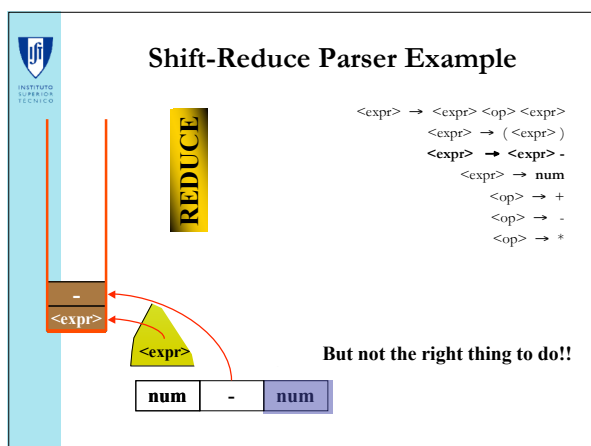 Shift-Reduce Parser Example
INSTITUTO
SUPERIOR
TÉCNICO
<expr> → <expr> <op> <expr>
<expr> → ( <expr> )
<expr> → <expr> -
<expr> → num
<op> → +
<op> → -
<op> → *
REDUCE
-
<expr>
<expr>
But not the right thing to do!!
num - num